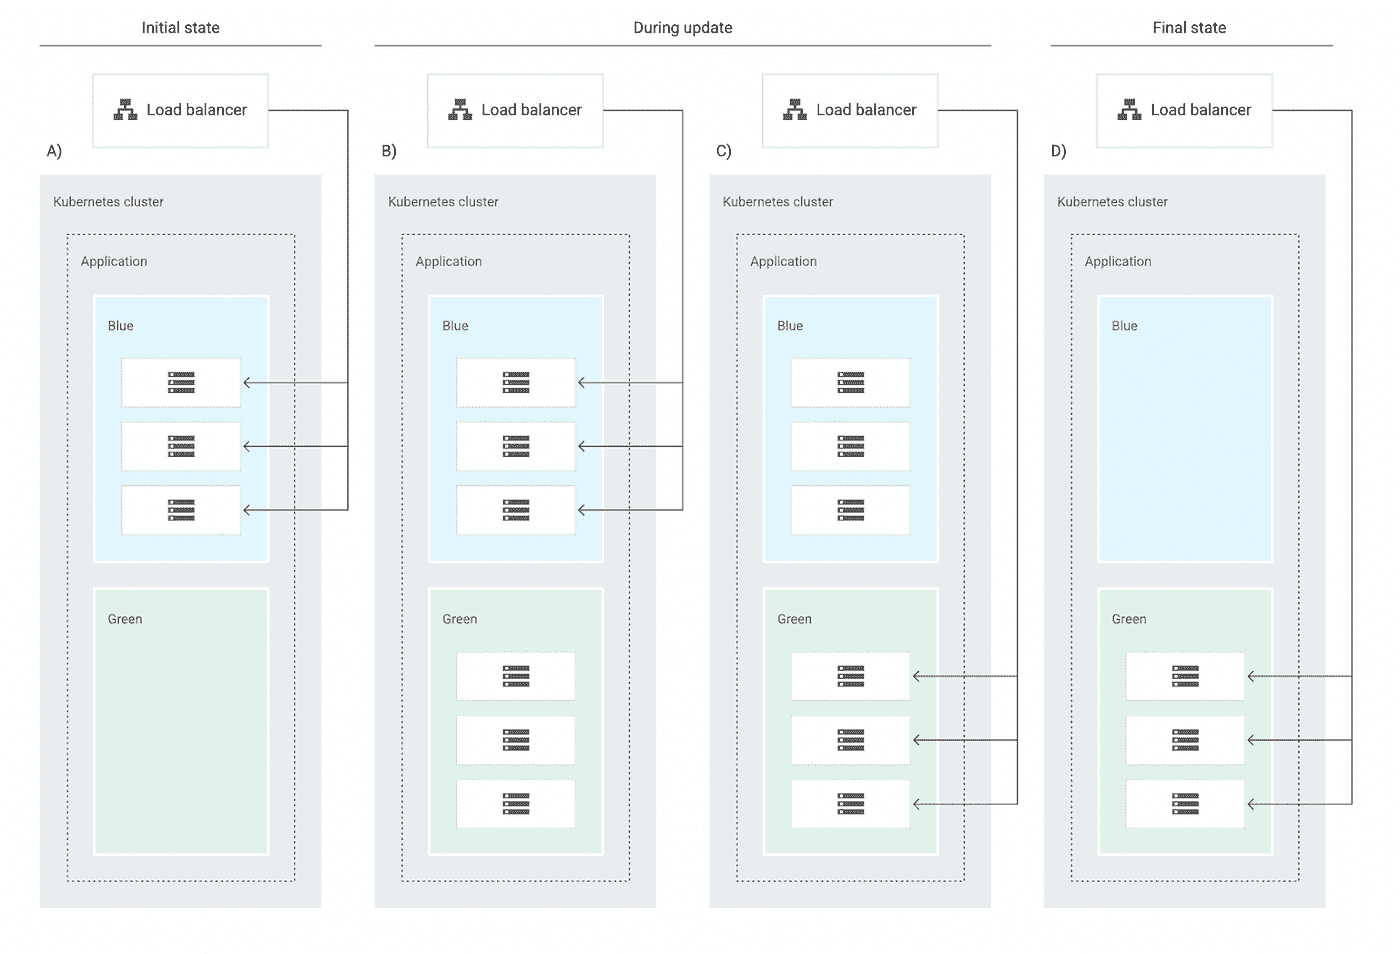 Initial state
During update
Final state
Load balancer
Load balancer
Load balancer
Load balancer
A)
B)
C)
D)
Kubernetes cluster
Kubernetes cluster
Kubernetes cluster
Kubernetes cluster
Application
Application
Application
Application
Blue
Blue
Blue
Blue
Green
Green
Green
Green